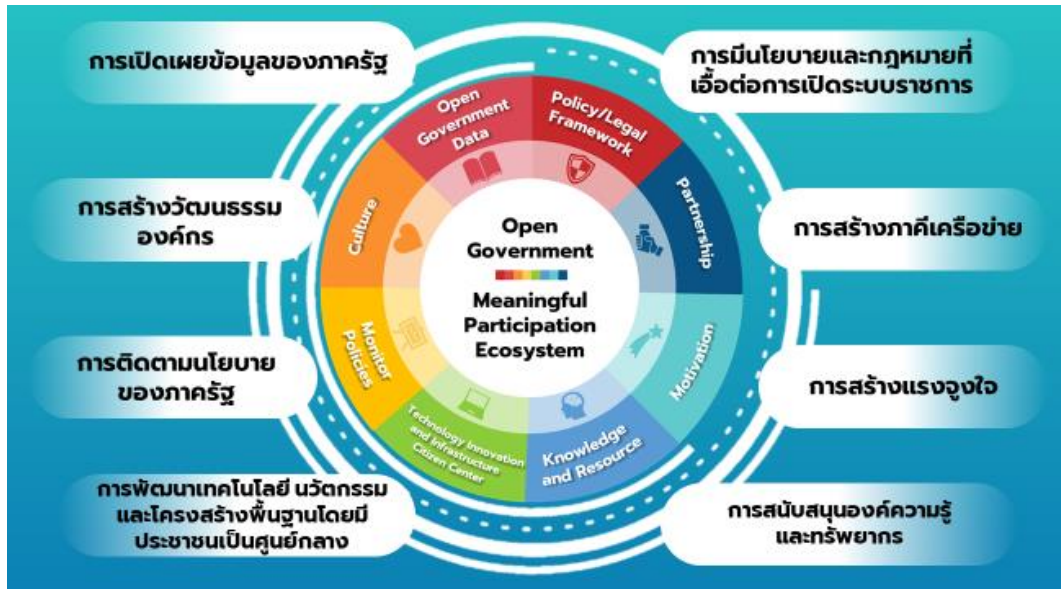 การเปิดเผยข้อมูลของภาครัฐ
การมีนโยบายและกฎหมายที่
เอื้อต่อการเปิดระบบราชการ
การสร้างวัฒนธรรม
องค์กร
การสร้างภาคีเครือข่าย
การติดตามนโยบาย
ของภาครัฐ
การสร้างแรงจูงใจ
การพัฒนาเทคโนโลยี นวัตกรรม
และโครงสร้างพื้นฐานโดยมี
ประชาชนเป็นศูนย์กลาง
การสนับสนุนองค์ความรู้
และทรัพยากร
Open
Government
Data
Policy/Legal
Framework
Partnership
Motivation
Knowledge
and Resource
Technology Innovation
and Infrastructure
Citizen Center
Monitor
Policies
Culture
Open
Government
Meaningful
Participation
Ecosystem